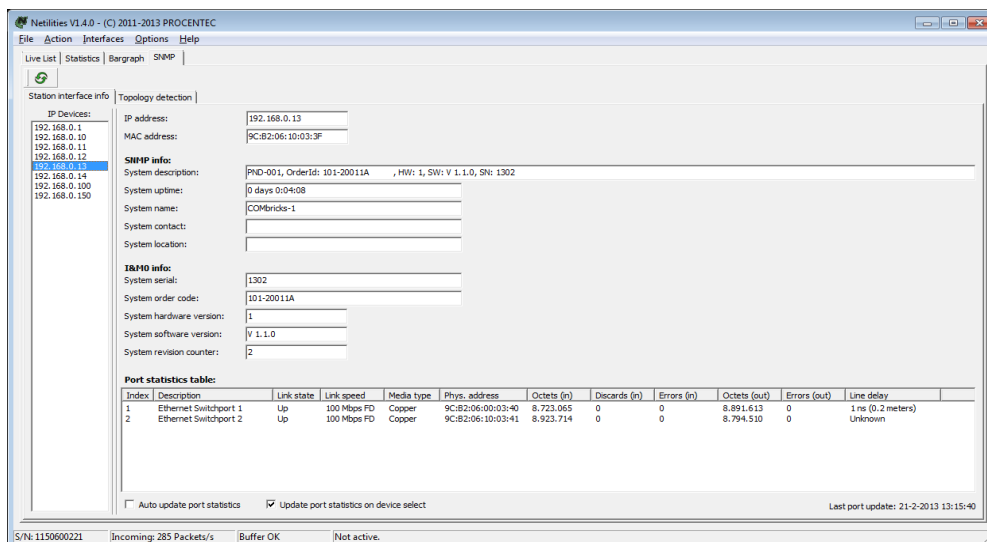 Netilities V1.4.0 - (C) 2011-2013 PROCENTEC
File Action Interfaces Options Help
Live List Statistics Bargraph SNMP
Station interface info Topology detection
IP Devices:
192.168.0.1
192.168.0.10
192.168.0.11
192.168.0.12
192.168.0.13
192.168.0.14
192.168.0.100
192.168.0.150
IP address: 192.168.0.13
MAC address: 9C:B2:06:10:03:3F
SNMP info:
System description: PND-001, OrderId: 101-20011A , HW: 1, SW: V 1.1.0, SN: 1302
System uptime: 0 days 0:04:08
System name: COMbricks-1
System contact:
System location:
I&M0 info:
System serial: 1302
System order code: 101-20011A
System hardware version: 1
System software version: V 1.1.0
System revision counter: 2
Port statistics table:
Index Description Link state Link speed Media type Phys. address Octets (in) Discards (in) Errors (in) Octets (out) Errors (out) Line delay
1 Ethernet Switchport 1 Up 100 Mbps FD Copper 9C:B2:06:00:03:40 8.723.065 0 0 8.891.613 0 1 ns (0.2 meters)
2 Ethernet Switchport 2 Up 100 Mbps FD Copper 9C:B2:06:10:03:41 8.923.714 0 0 8.794.510 0 Unknown
Auto update port statistics Update port statistics on device select Last port update: 21-2-2013 13:15:40
S/N: 1150600221 Incoming: 285 Packets/s Buffer OK Not active.